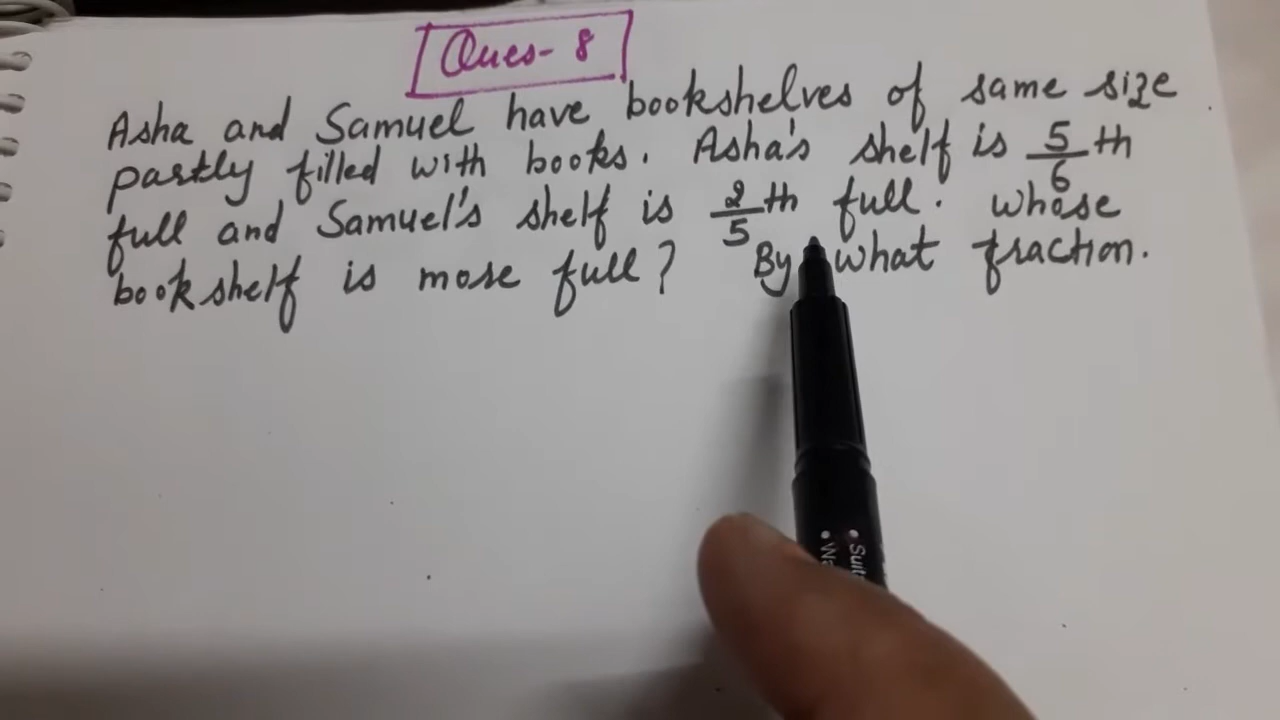 Ques- 8
Asha and Samuel have bookshelves of same size
partly filled with books. Asha's shelf is 5/6 th
full and Samuel's shelf is 2/5 th full. Whose
bookshelf is more full? By what fraction.